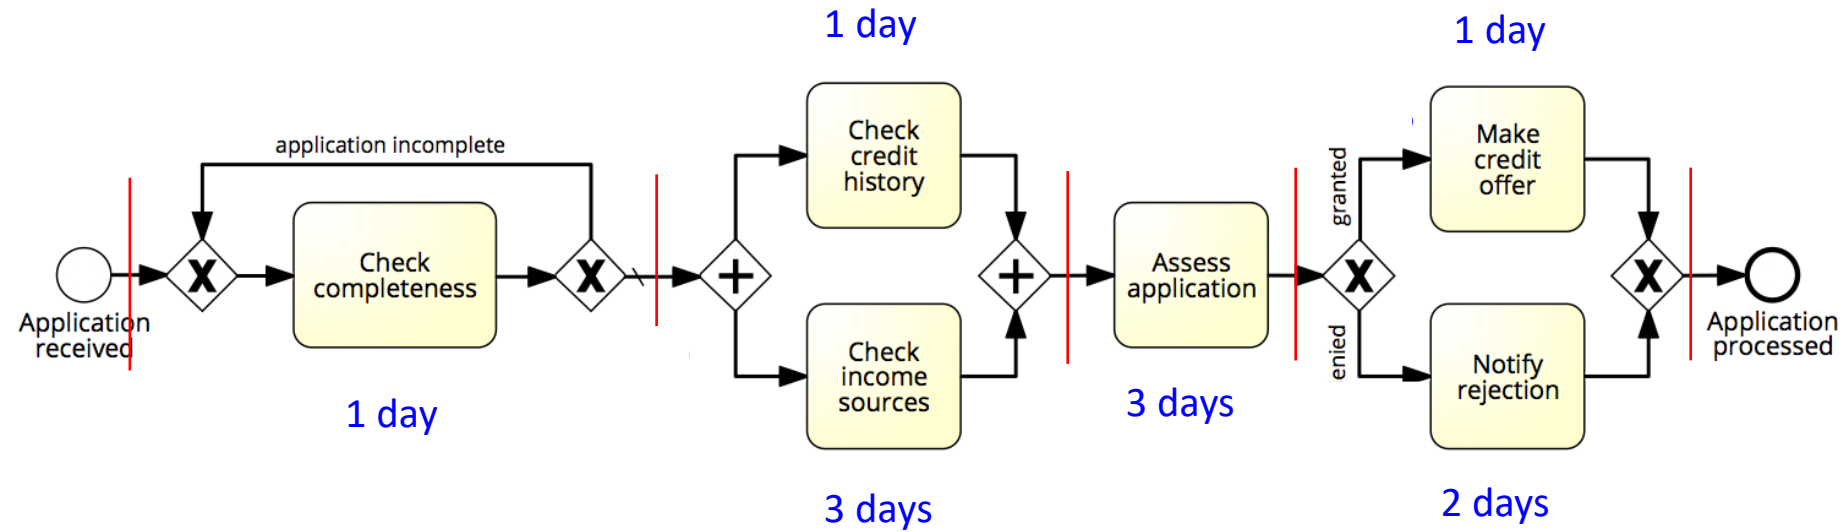 1 day
1 day
application incomplete
Check
credit
history
Make
credit
offer
granted
X
Check
completeness
X
+
+
Assess
application
X
X
Application
received
Application
processed
Check
income
sources
enied
Notify
rejection
1 day
3 days
3 days
2 days